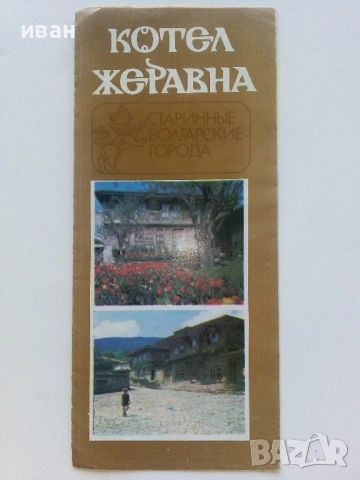 иван
КОТЕЛ
ЖЕРАВНА
СТАРИННЫЕ
БОЛГАРСКИЕ
ГОРОДА
BAZAR